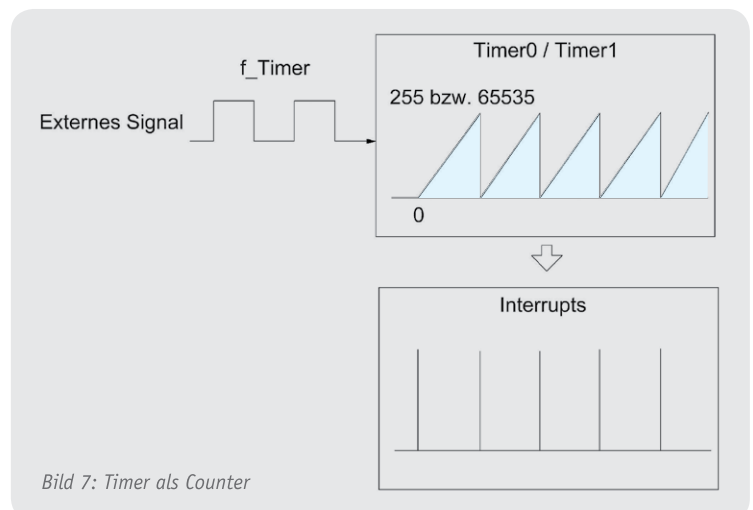 f_Timer
Externes Signal
Timer0 / Timer1
255 bzw. 65535
0
Interrupts
Bild 7: Timer als Counter